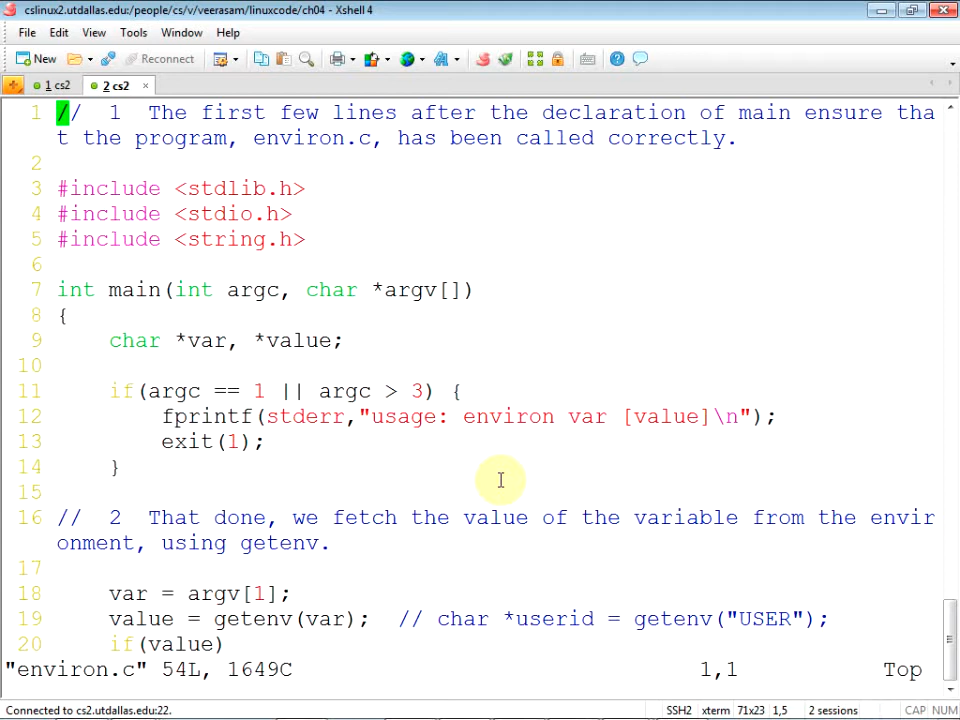 cslinux2.utdallas.edu:/people/cs/v/veerasam/linuxcode/ch04 - Xshell 4
File Edit View Tools Window Help
New Reconnect
1 cs2 2 cs2 ×
1 //  1  The first few lines after the declaration of main ensure tha
t the program, environ.c, has been called correctly.
2
3 #include <stdlib.h>
4 #include <stdio.h>
5 #include <string.h>
6
7 int main(int argc, char *argv[])
8 {
9     char *var, *value;
10
11     if(argc == 1 || argc > 3) {
12         fprintf(stderr,"usage: environ var [value]\n");
13         exit(1);
14     }
15
16 //  2  That done, we fetch the value of the variable from the envir
onment, using getenv.
17
18     var = argv[1];
19     value = getenv(var);  // char *userid = getenv("USER");
20     if(value)
"environ.c" 54L, 1649C 1,1 Top
Connected to cs2.utdallas.edu:22. SSH2 xterm 71x23 1,5 2 sessions CAP NUM